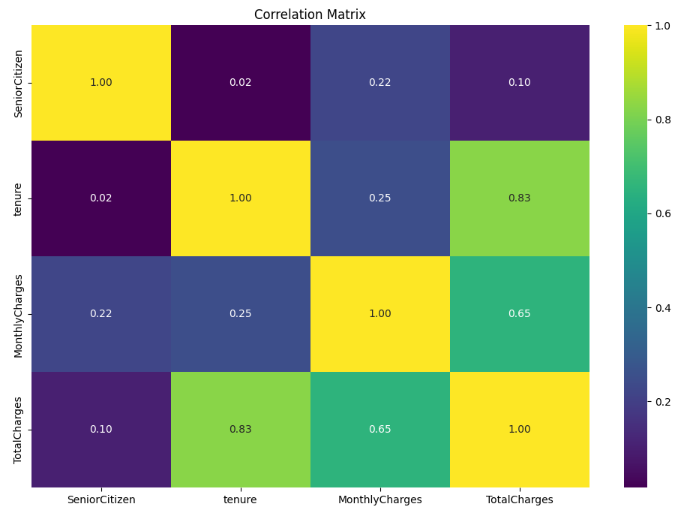 Correlation Matrix
SeniorCitizen
1.00 0.02 0.22 0.10
tenure
0.02 1.00 0.25 0.83
MonthlyCharges
0.22 0.25 1.00 0.65
TotalCharges
0.10 0.83 0.65 1.00
SeniorCitizen tenure MonthlyCharges TotalCharges
1.0
0.8
0.6
0.4
0.2